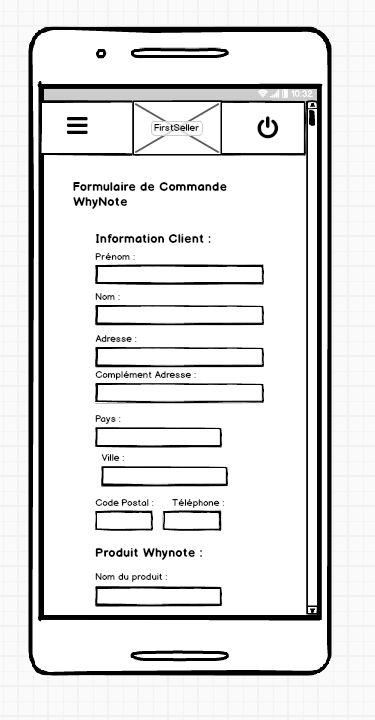 10:32
FirstSeller
Formulaire de Commande
WhyNote
Information Client :
Prénom :
Nom :
Adresse :
Complément Adresse :
Pays :
Ville :
Code Postal : Téléphone :
Produit Whynote :
Nom du produit :